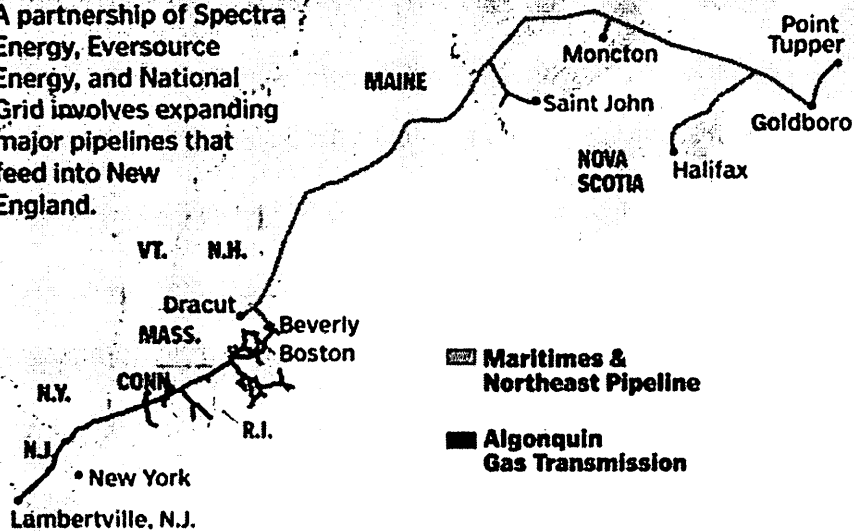 A partnership of Spectra
Energy, Eversource
Energy, and National
Grid involves expanding
major pipelines that
feed into New
England.
Point
Tupper
Moncton
MAINE
Saint John
Goldboro
NOVA
SCOTIA
Halifax
VT.
N.H.
Dracut
Beverly
MASS.
Boston
Maritimes &
Northeast Pipeline
CONN.
N.Y.
R.I.
N.J.
Algonquin
Gas Transmission
New York
Lambertville, N.J.